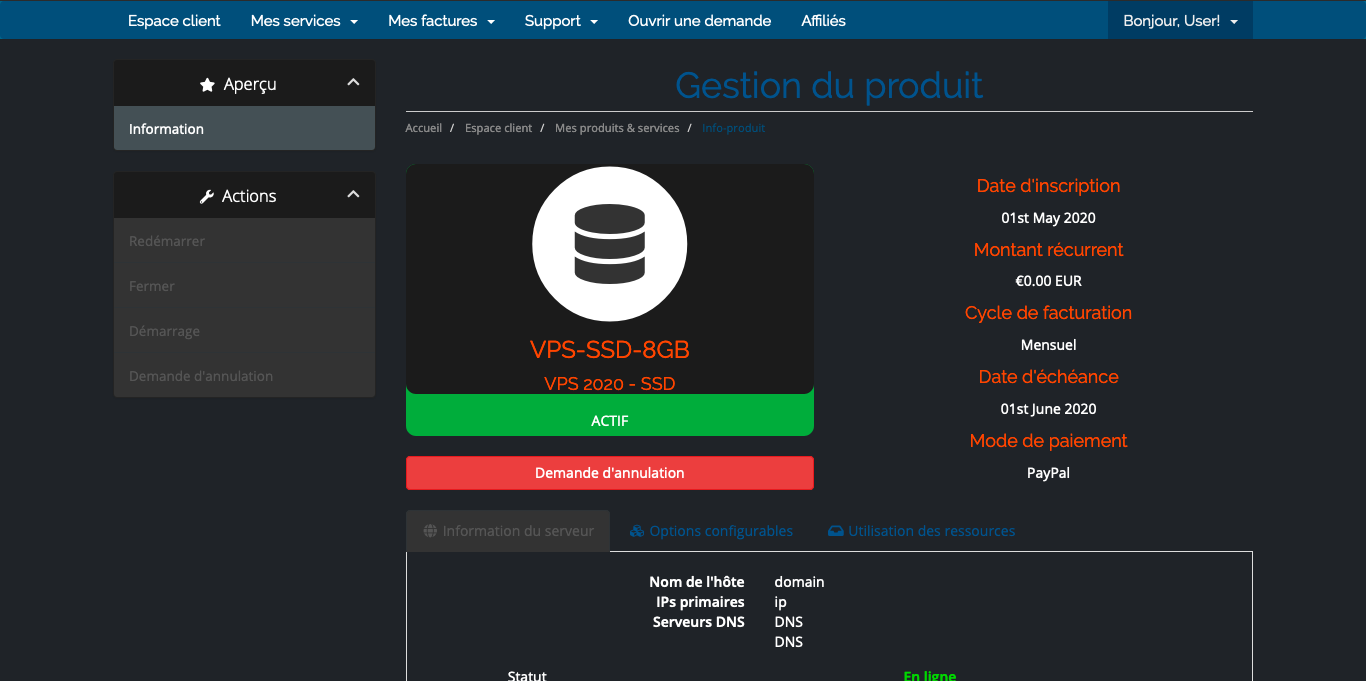 Espace client Mes services Mes factures Support Ouvrir une demande Affiliés Bonjour, User!
Aperçu
Information
Actions
Redémarrer
Fermer
Démarrage
Demande d'annulation
Gestion du produit
Accueil / Espace client / Mes produits & services / Info-produit
VPS-SSD-8GB
VPS 2020 - SSD
ACTIF
Demande d'annulation
Date d'inscription
01st May 2020
Montant récurrent
€0.00 EUR
Cycle de facturation
Mensuel
Date d'échéance
01st June 2020
Mode de paiement
PayPal
Information du serveur Options configurables Utilisation des ressources
Nom de l'hôte domain
IPs primaires ip
Serveurs DNS DNS
DNS
Statut En ligne